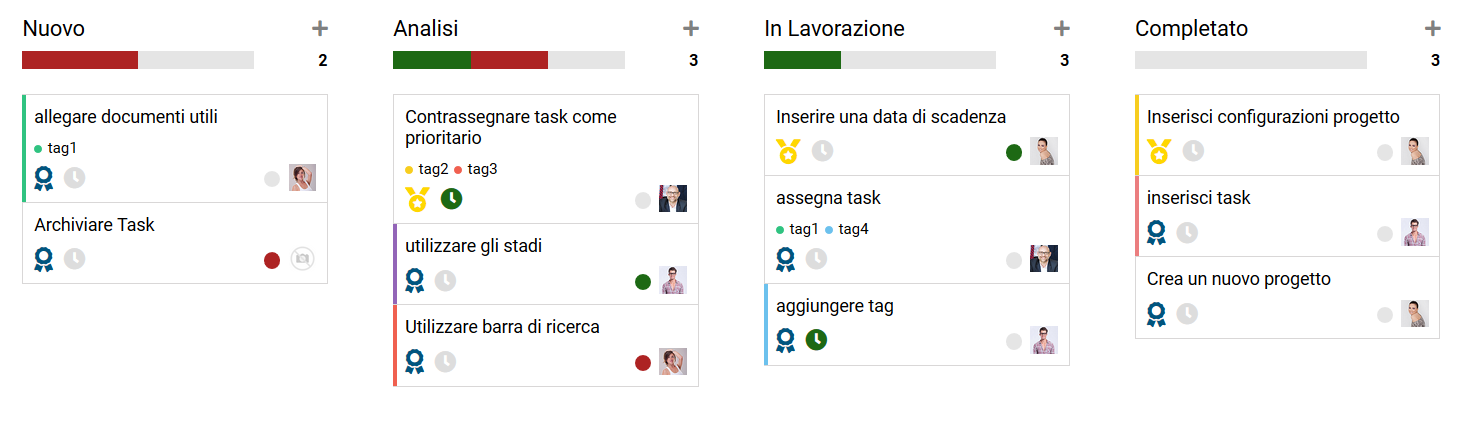 Nuovo
2
allegare documenti utili
tag1
Archiviare Task
Analisi
3
Contrassegnare task come
prioritario
tag2 tag3
utilizzare gli stadi
Utilizzare barra di ricerca
In Lavorazione
3
Inserire una data di scadenza
assegna task
tag1 tag4
aggiungere tag
Completato
3
Inserisci configurazioni progetto
inserisci task
Crea un nuovo progetto